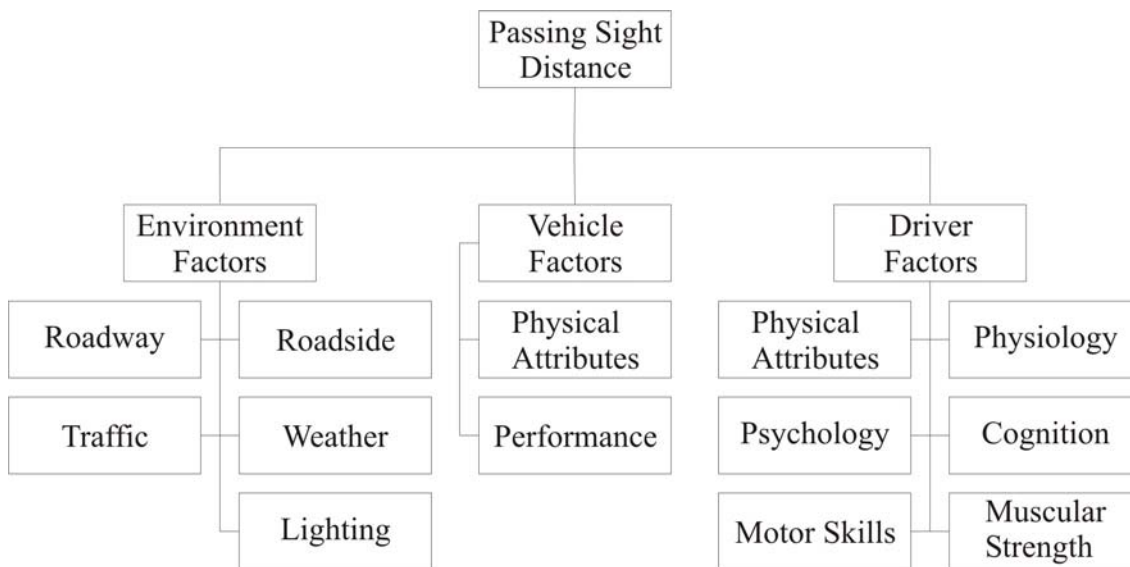 Passing Sight
Distance
Environment
Factors
Vehicle
Factors
Driver
Factors
Roadway
Roadside
Physical
Attributes
Physical
Attributes
Physiology
Traffic
Weather
Performance
Psychology
Cognition
Lighting
Motor Skills
Muscular
Strength